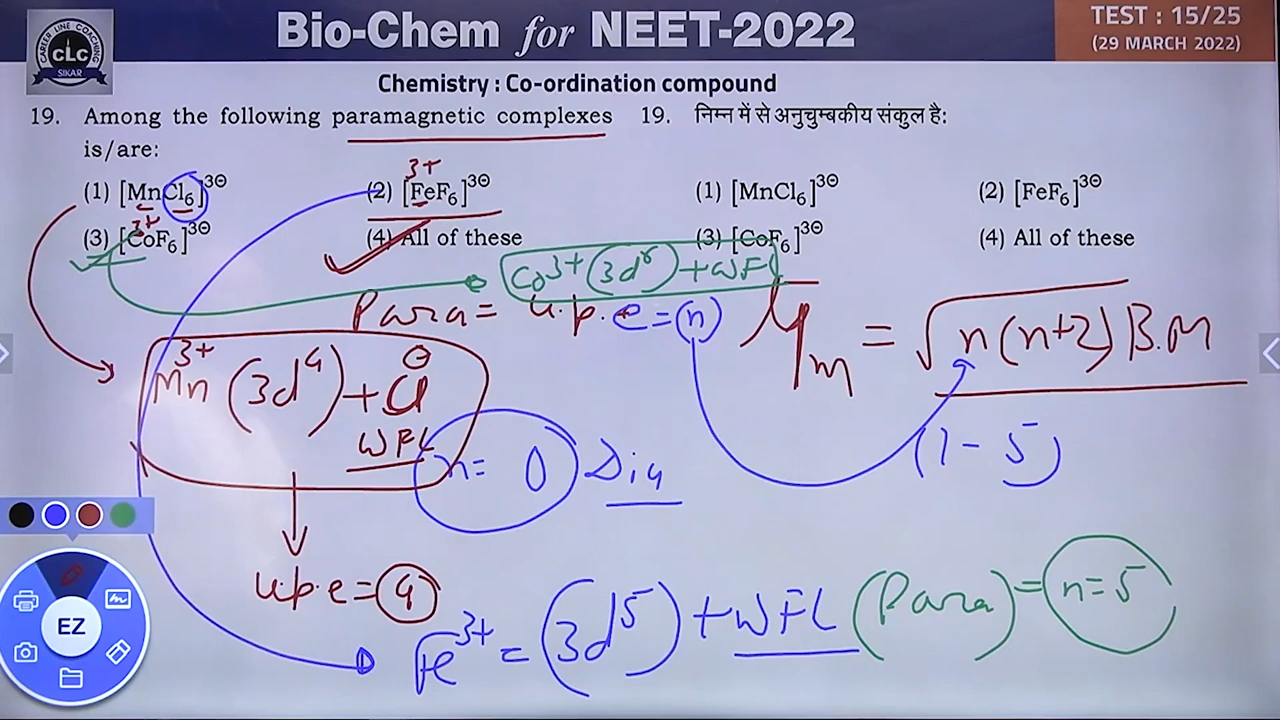 CAREER LINE COACHING
CLC
SIKAR
Bio-Chem for NEET-2022
TEST : 15/25
(29 MARCH 2022)
Chemistry : Co-ordination compound
19. Among the following paramagnetic complexes is/are:
(1) [MnCl6]3⊖
(2) [FeF6]3⊖
3+
(3) [CoF6]3⊖
3+
(4) All of these
19. निम्न में से अनुचुम्बकीय संकुल है:
(1) [MnCl6]3⊖
(2) [FeF6]3⊖
(3) [CoF6]3⊖
(4) All of these
Co3+ (3d6) + WFL
Para = u.p.e = n
μm = √n(n+2) B.M
(1 - 5)
Mn3+ (3d4) + Cl⊖
WFL
n = 0 Dia
u.p.e = 4
Fe3+ = (3d5) + WFL (Para) = n=5
EZ